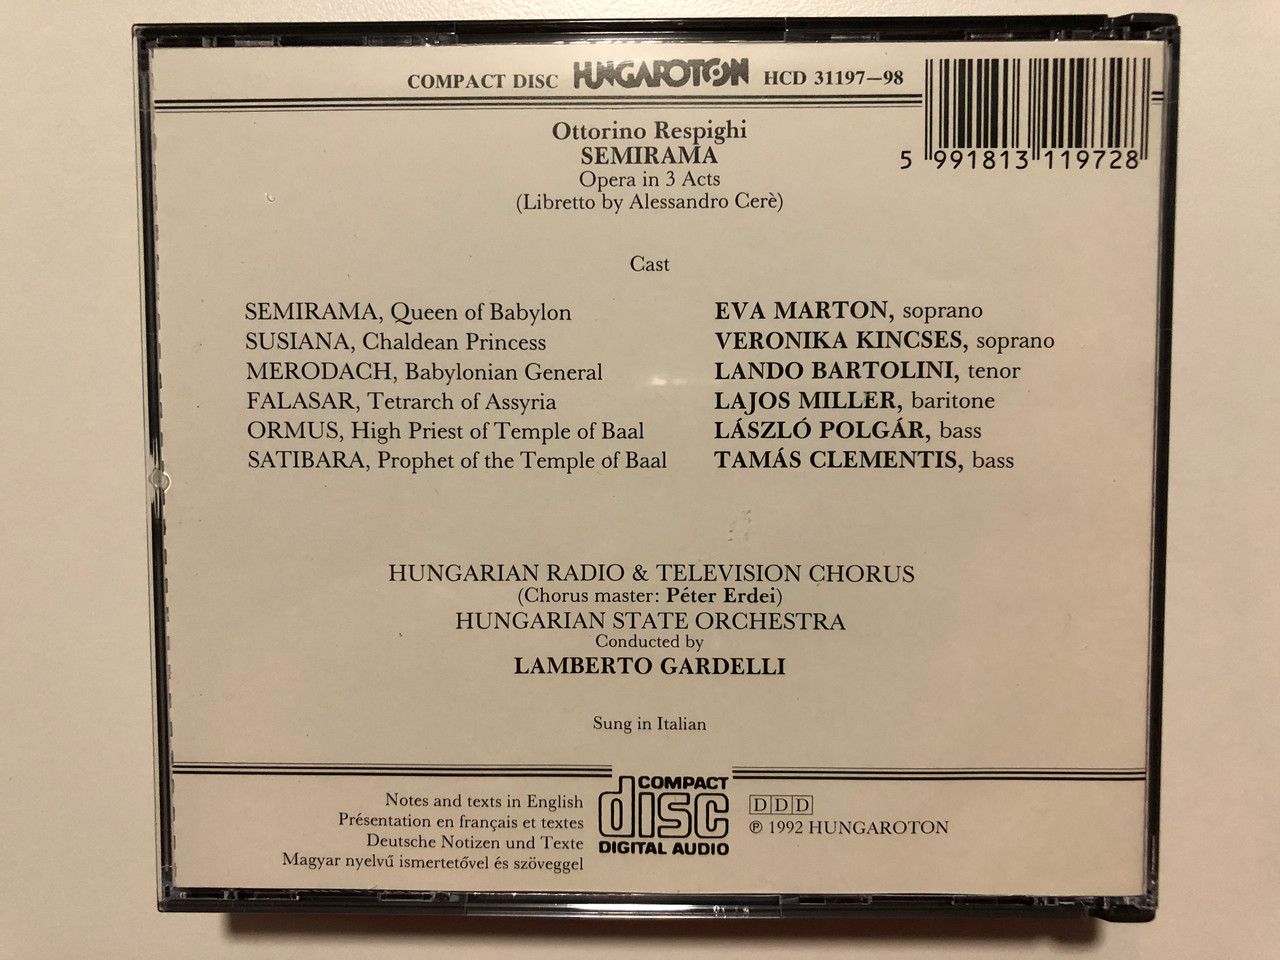 COMPACT DISC HUNGAROTON HCD 31197–98
5 991813 119728
Ottorino Respighi
SEMIRAMA
Opera in 3 Acts
(Libretto by Alessandro Cerè)
Cast
SEMIRAMA, Queen of Babylon EVA MARTON, soprano
SUSIANA, Chaldean Princess VERONIKA KINCSES, soprano
MERODACH, Babylonian General LANDO BARTOLINI, tenor
FALASAR, Tetrarch of Assyria LAJOS MILLER, baritone
ORMUS, High Priest of Temple of Baal LÁSZLÓ POLGÁR, bass
SATIBARA, Prophet of the Temple of Baal TAMÁS CLEMENTIS, bass
HUNGARIAN RADIO & TELEVISION CHORUS
(Chorus master: Péter Erdei)
HUNGARIAN STATE ORCHESTRA
Conducted by
LAMBERTO GARDELLI
Sung in Italian
Notes and texts in English
Présentation en français et textes
Deutsche Notizen und Texte
Magyar nyelvű ismertetővel és szöveggel
COMPACT
disc
DIGITAL AUDIO
DDD
℗ 1992 HUNGAROTON